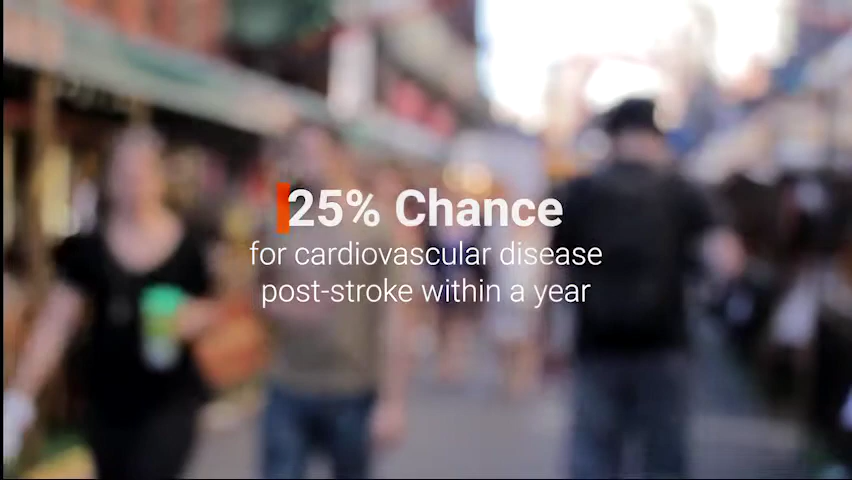 25% Chance
for cardiovascular disease
post-stroke within a year